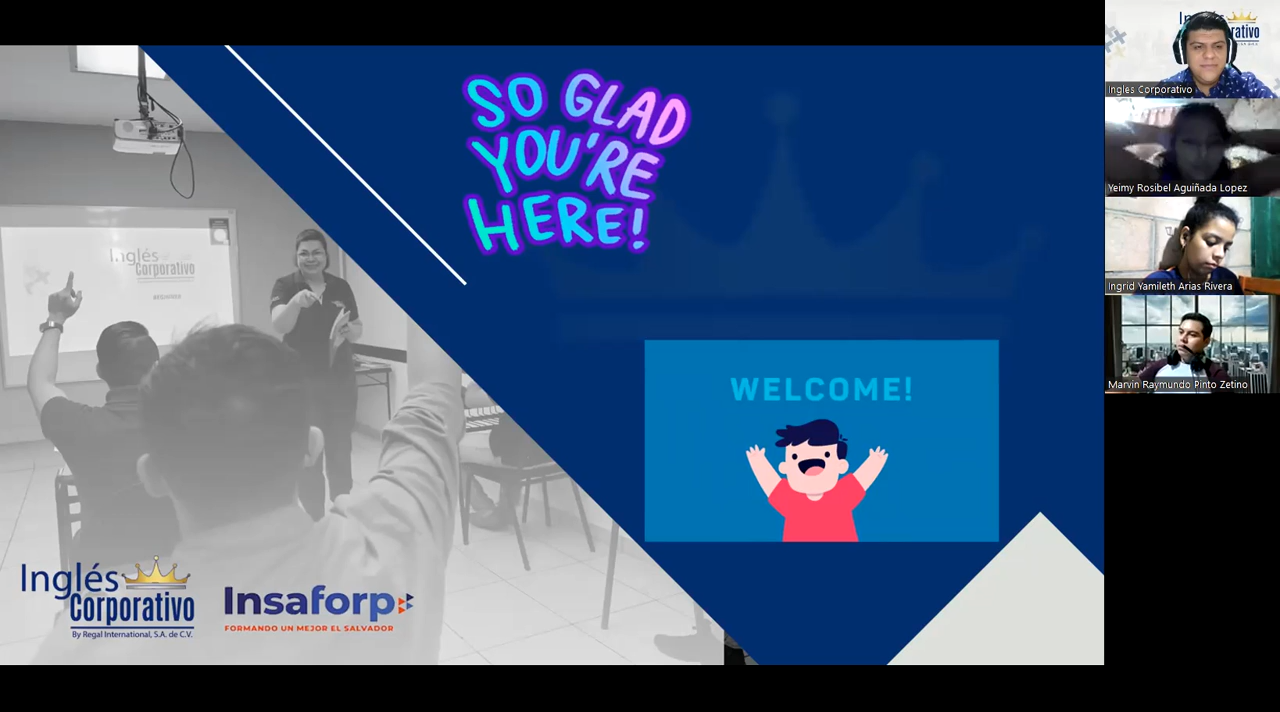 SO GLAD
YOU'RE
HERE!
WELCOME!
Inglés
Corporativo
Inglés
Corporativo
By Regal International, S.A. de C.V.
Insaforp
FORMANDO UN MEJOR EL SALVADOR
Ingles Corporativo
Yeimy Rosibel Aguiñada Lopez
Ingrid Yamileth Arias Rivera
Marvin Raymundo Pinto Zetino